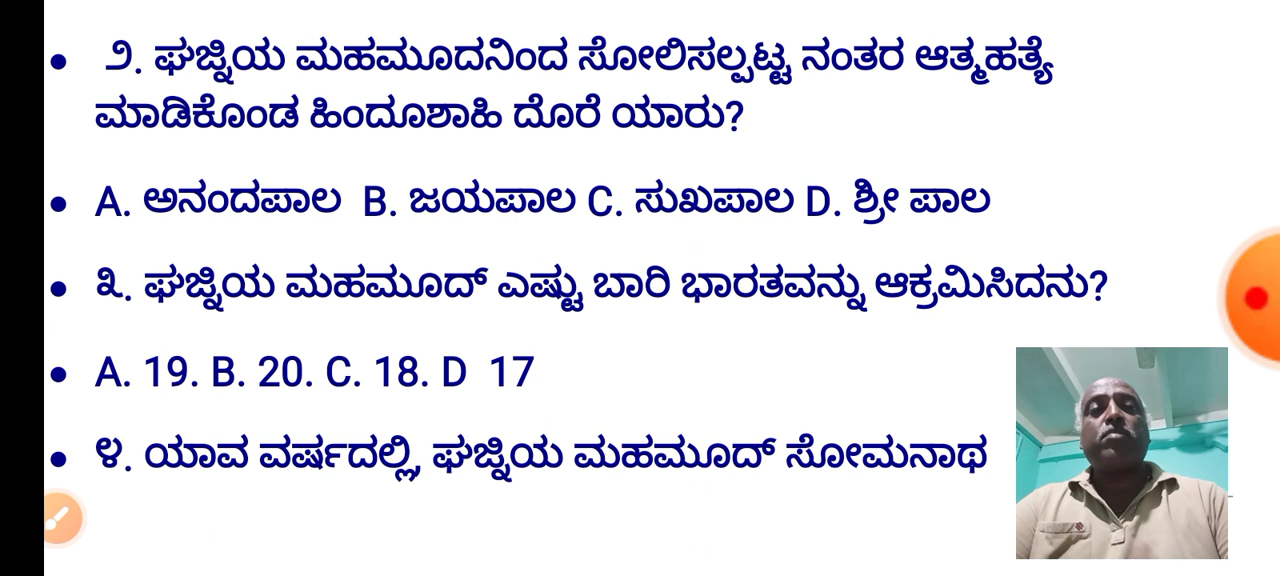 • ೨. ಘಜ್ನಿಯ ಮಹಮೂದನಿಂದ ಸೋಲಿಸಲ್ಪಟ್ಟ ನಂತರ ಆತ್ಮಹತ್ಯೆ
ಮಾಡಿಕೊಂಡ ಹಿಂದೂಶಾಹಿ ದೊರೆ ಯಾರು?
• A. ಅನಂದಪಾಲ B. ಜಯಪಾಲ C. ಸುಖಪಾಲ D. ಶ್ರೀ ಪಾಲ
• ೩. ಘಜ್ನಿಯ ಮಹಮೂದ್ ಎಷ್ಟು ಬಾರಿ ಭಾರತವನ್ನು ಆಕ್ರಮಿಸಿದನು?
• A. 19. B. 20. C. 18. D 17
• ೪. ಯಾವ ವರ್ಷದಲ್ಲಿ, ಘಜ್ನಿಯ ಮಹಮೂದ್ ಸೋಮನಾಥ